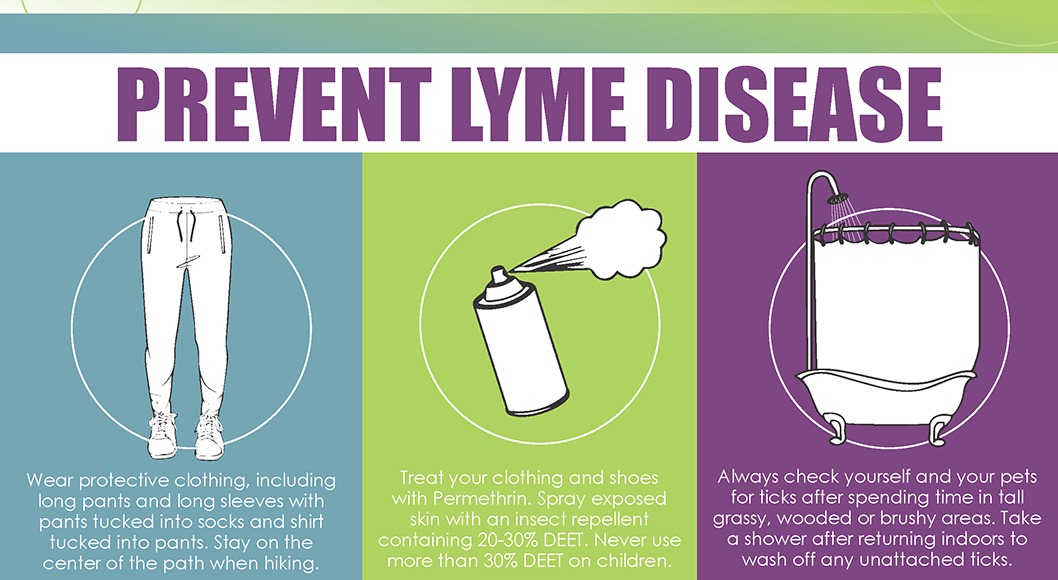 PREVENT LYME DISEASE
Wear protective clothing, including
long pants and long sleeves with
pants tucked into socks and shirt
tucked into pants. Stay on the
center of the path when hiking.
Treat your clothing and shoes
with Permethrin. Spray exposed
skin with an insect repellent
containing 20-30% DEET. Never use
more than 30% DEET on children.
Always check yourself and your pets
for ticks after spending time in tall
grassy, wooded or brushy areas. Take
a shower after returning indoors to
wash off any unattached ticks.